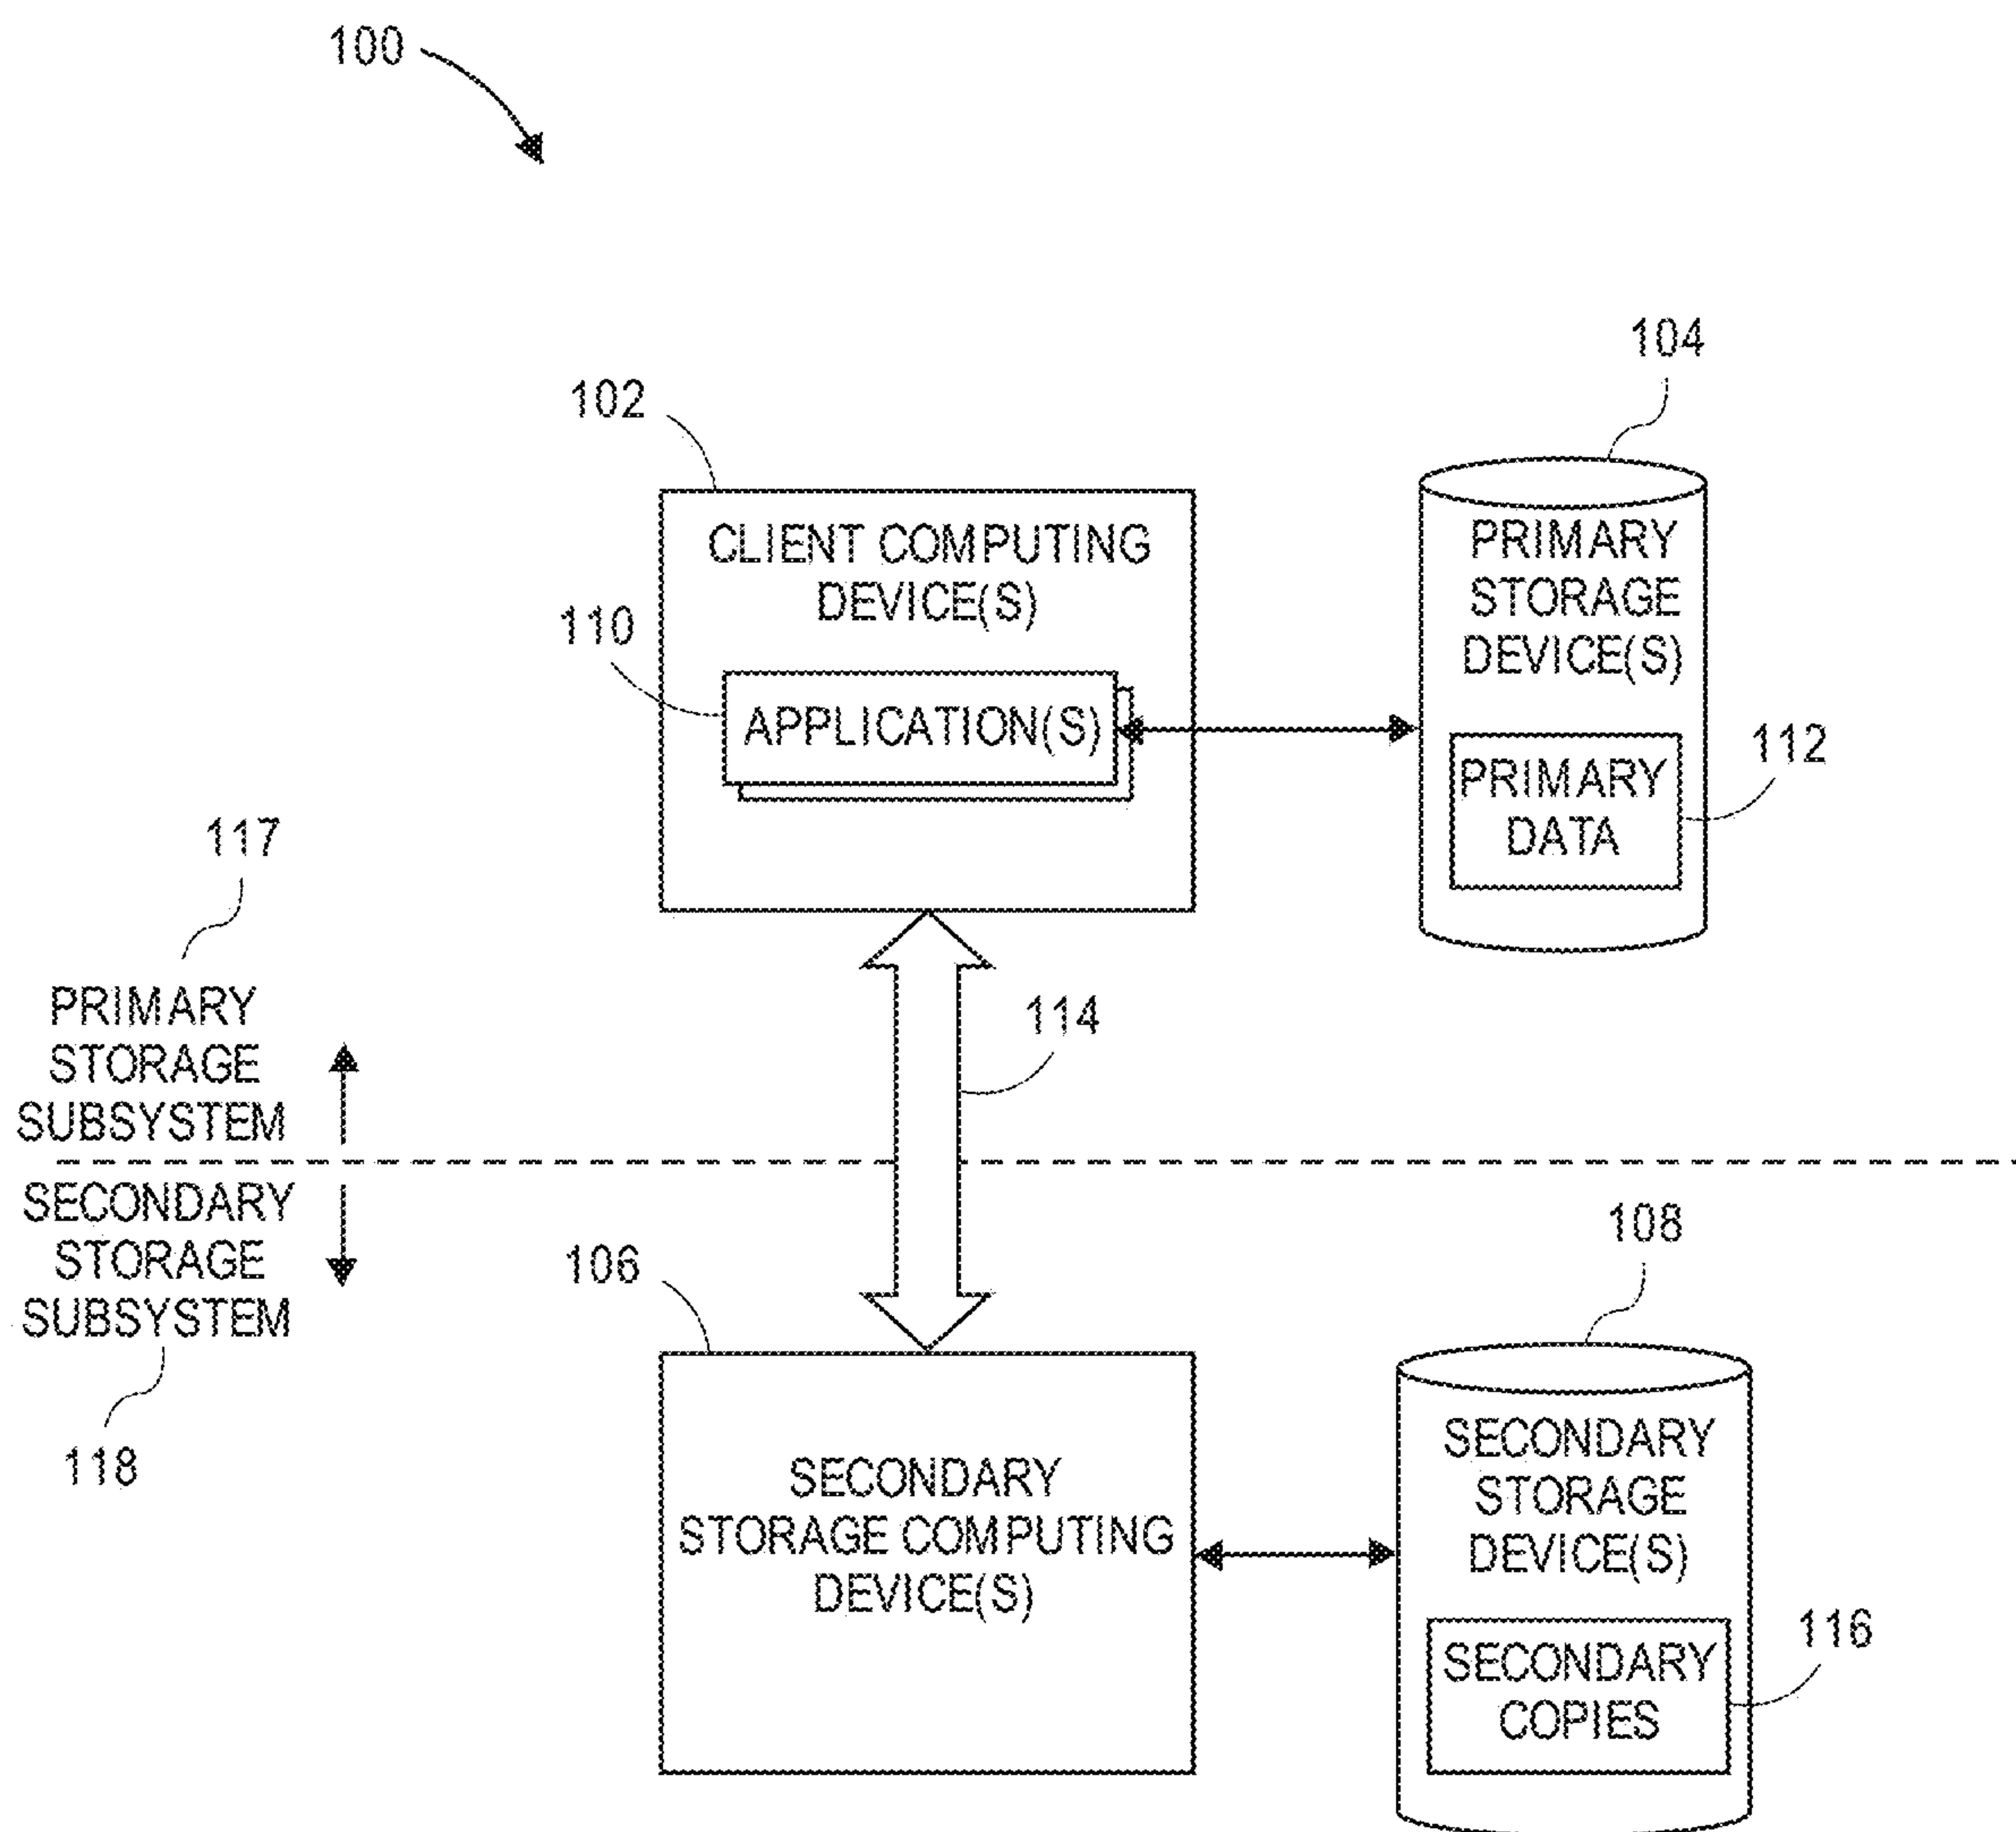 100
104
102
CLIENT COMPUTING
DEVICE(S)
110
APPLICATION(S)
PRIMARY
STORAGE
DEVICE(S)
PRIMARY
DATA
112
117
PRIMARY
STORAGE
SUBSYSTEM
114
SECONDARY
STORAGE
SUBSYSTEM
118
106
108
SECONDARY
STORAGE COMPUTING
DEVICE(S)
SECONDARY
STORAGE
DEVICE(S)
SECONDARY
COPIES
116